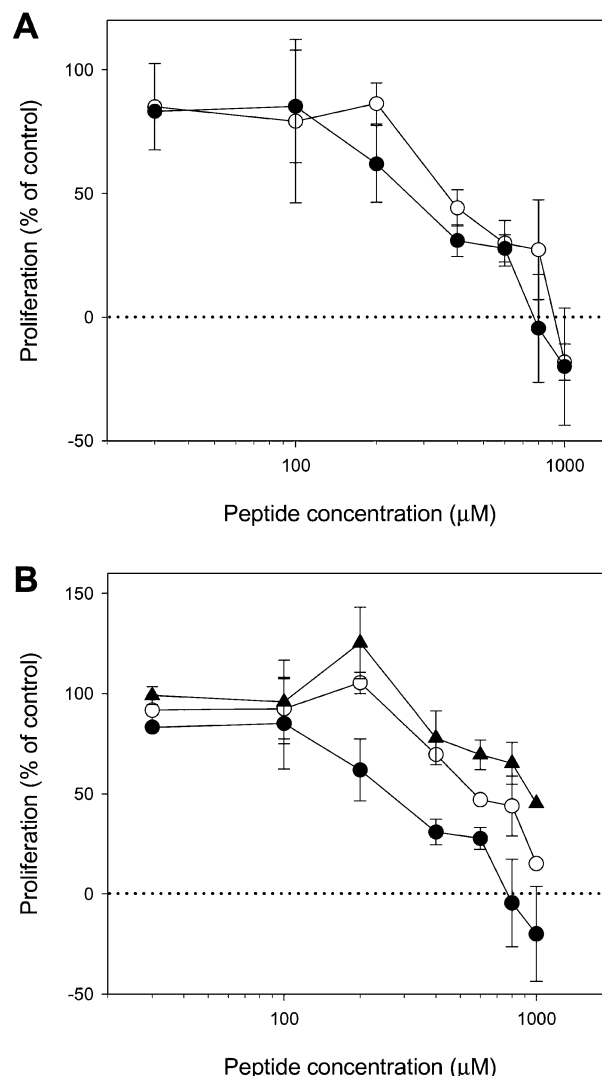 A
100
50
0
-50
Proliferation (% of control)
100
1000
Peptide concentration (μM)
B
150
100
50
0
-50
Proliferation (% of control)
100
1000
Peptide concentration (μM)